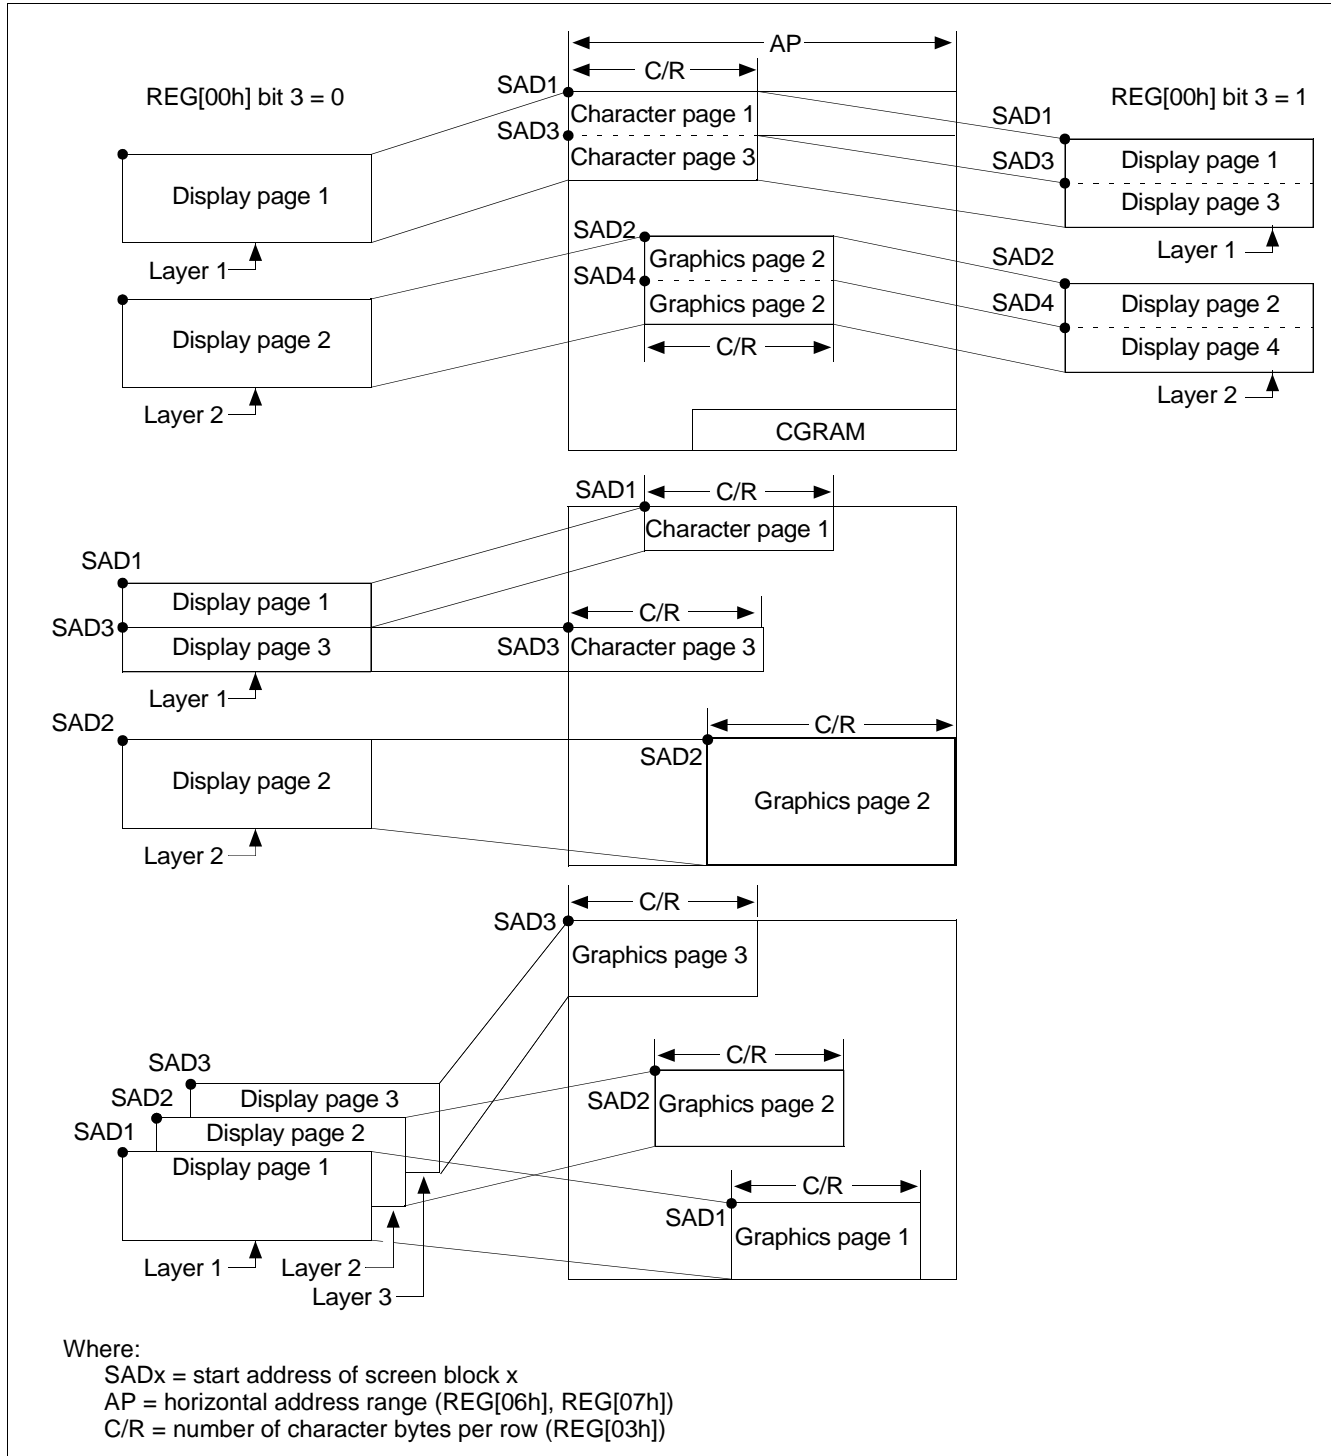 AP
C/R
REG[00h] bit 3 = 0
SAD1
REG[00h] bit 3 = 1
Character page 1
SAD1
SAD3
Character page 3
SAD3
Display page 1
Display page 1
Display page 3
Layer 1
SAD2
Layer 1
Graphics page 2
SAD2
SAD4
Graphics page 2
SAD4
Display page 2
Display page 2
C/R
Display page 4
Layer 2
Layer 2
CGRAM
SAD1
C/R
Character page 1
SAD1
Display page 1
C/R
SAD3
Display page 3
SAD3
Character page 3
Layer 1
SAD2
C/R
SAD2
Display page 2
Graphics page 2
Layer 2
C/R
SAD3
Graphics page 3
C/R
SAD3
Display page 3
SAD2
SAD2
Graphics page 2
Display page 2
SAD1
Display page 1
C/R
SAD1
Graphics page 1
Layer 1
Layer 2
Layer 3
Where:
SADx = start address of screen block x
AP = horizontal address range (REG[06h], REG[07h])
C/R = number of character bytes per row (REG[03h])